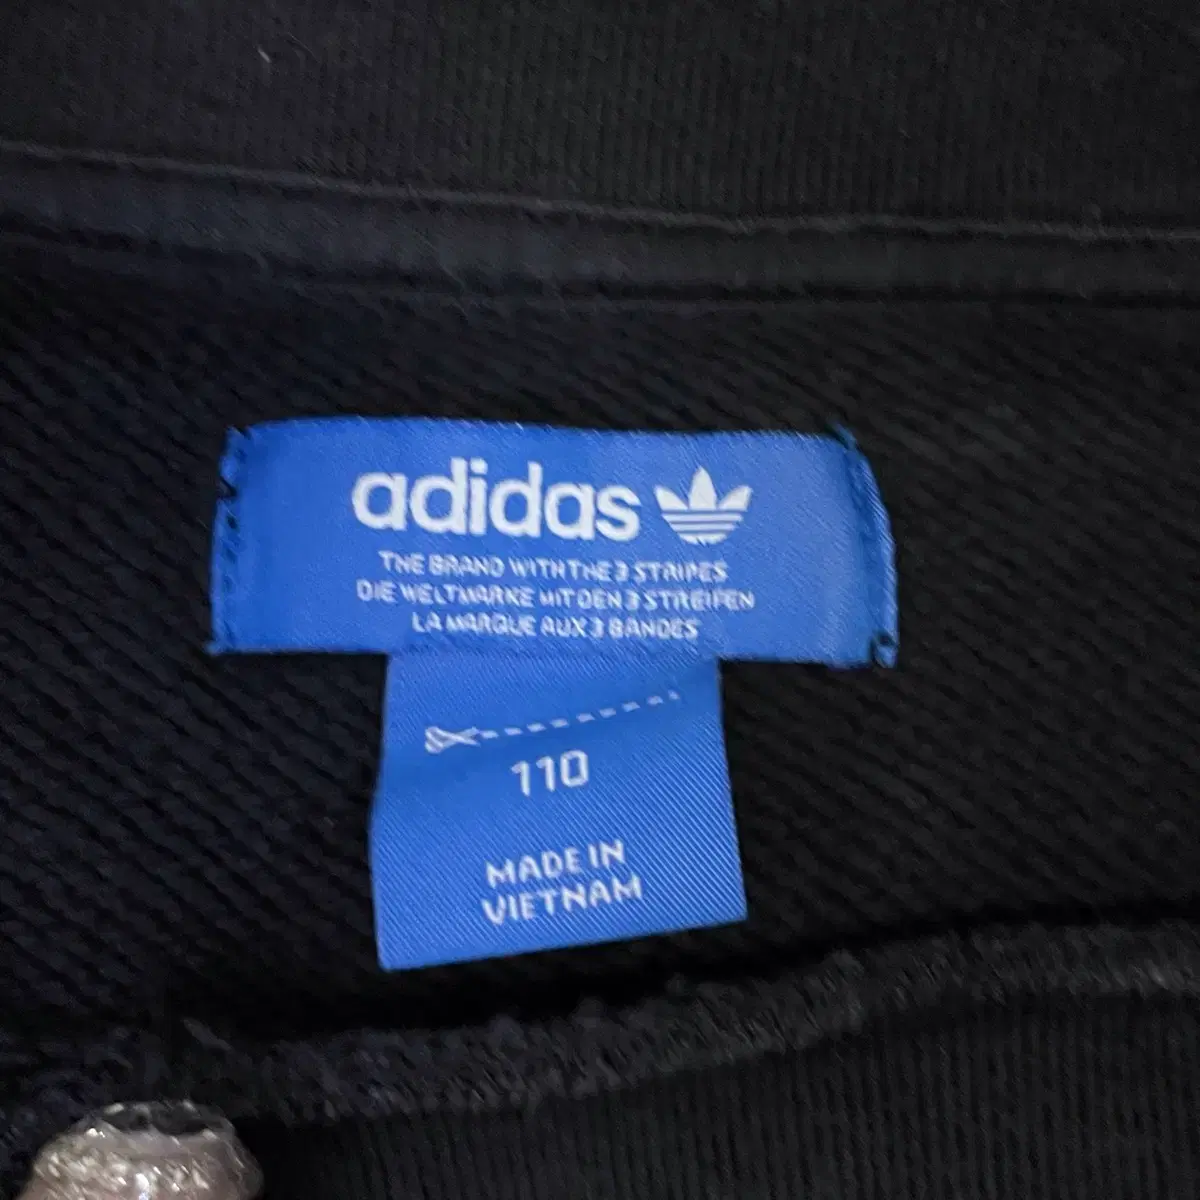 adidas
THE BRAND WITH THE 3 STRIPES
DIE WELTMARKE MIT DEN 3 STREIFEN
LA MARQUE AUX 3 BANDES
110
MADE IN
VIETNAM